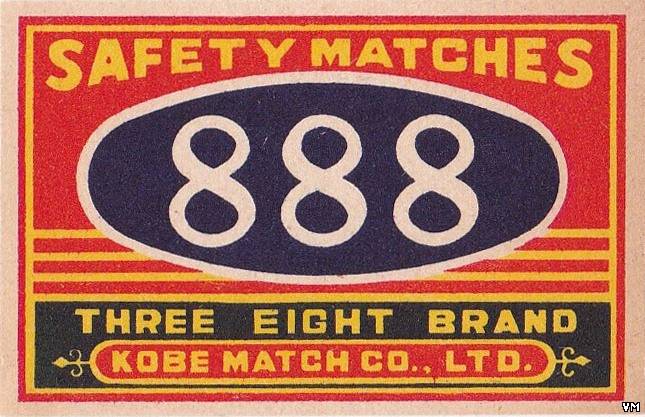 SAFETY MATCHES
888
THREE EIGHT BRAND
KOBE MATCH CO., LTD.
VM